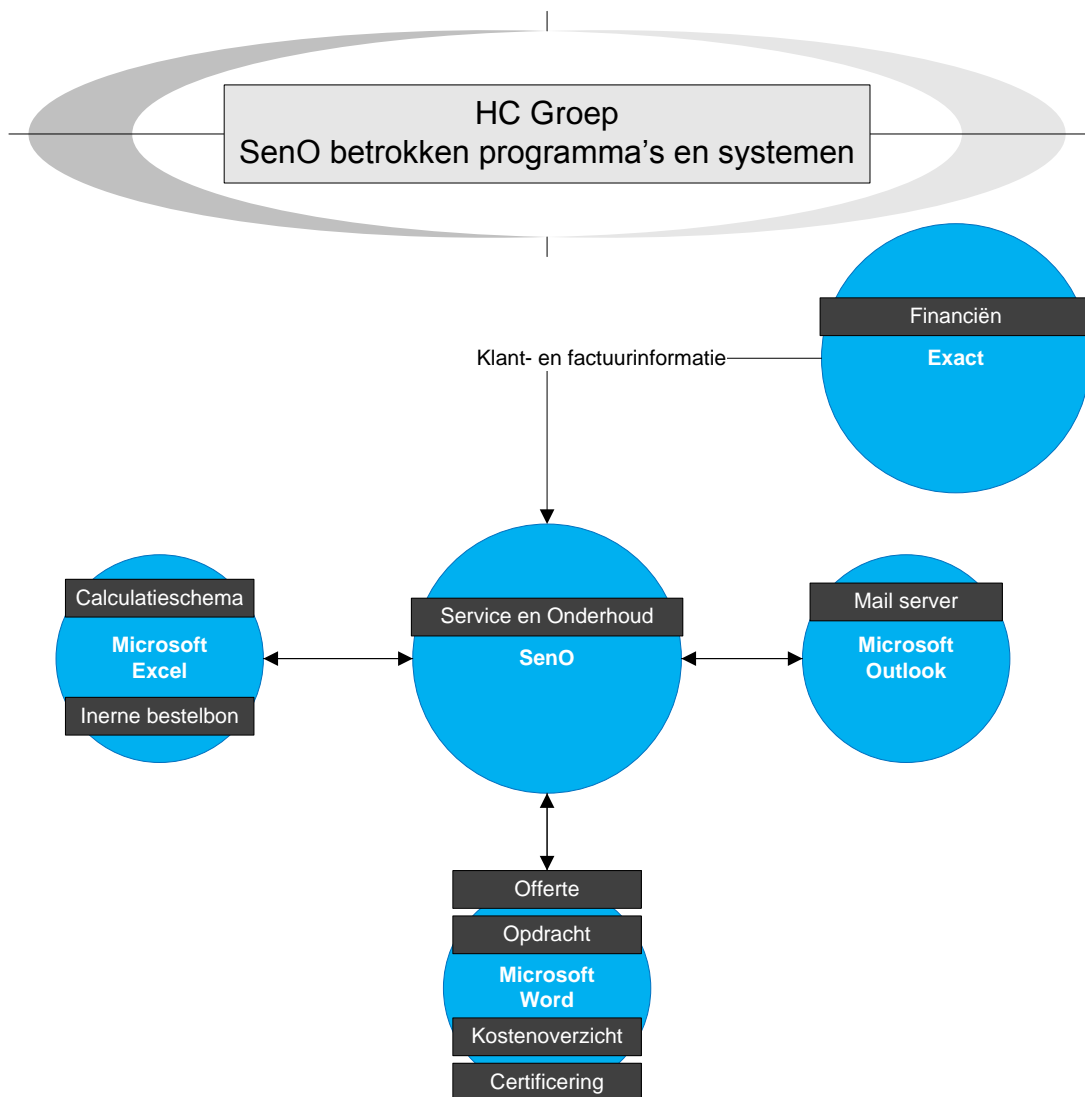 HC Groep
SenO betrokken programma's en systemen
Financiën
Exact
Klant- en factuurinformatie
Calculatieschema
Microsoft
Excel
Inerne bestelbon
Service en Onderhoud
SenO
Mail server
Microsoft
Outlook
Offerte
Opdracht
Microsoft
Word
Kostenoverzicht
Certificering